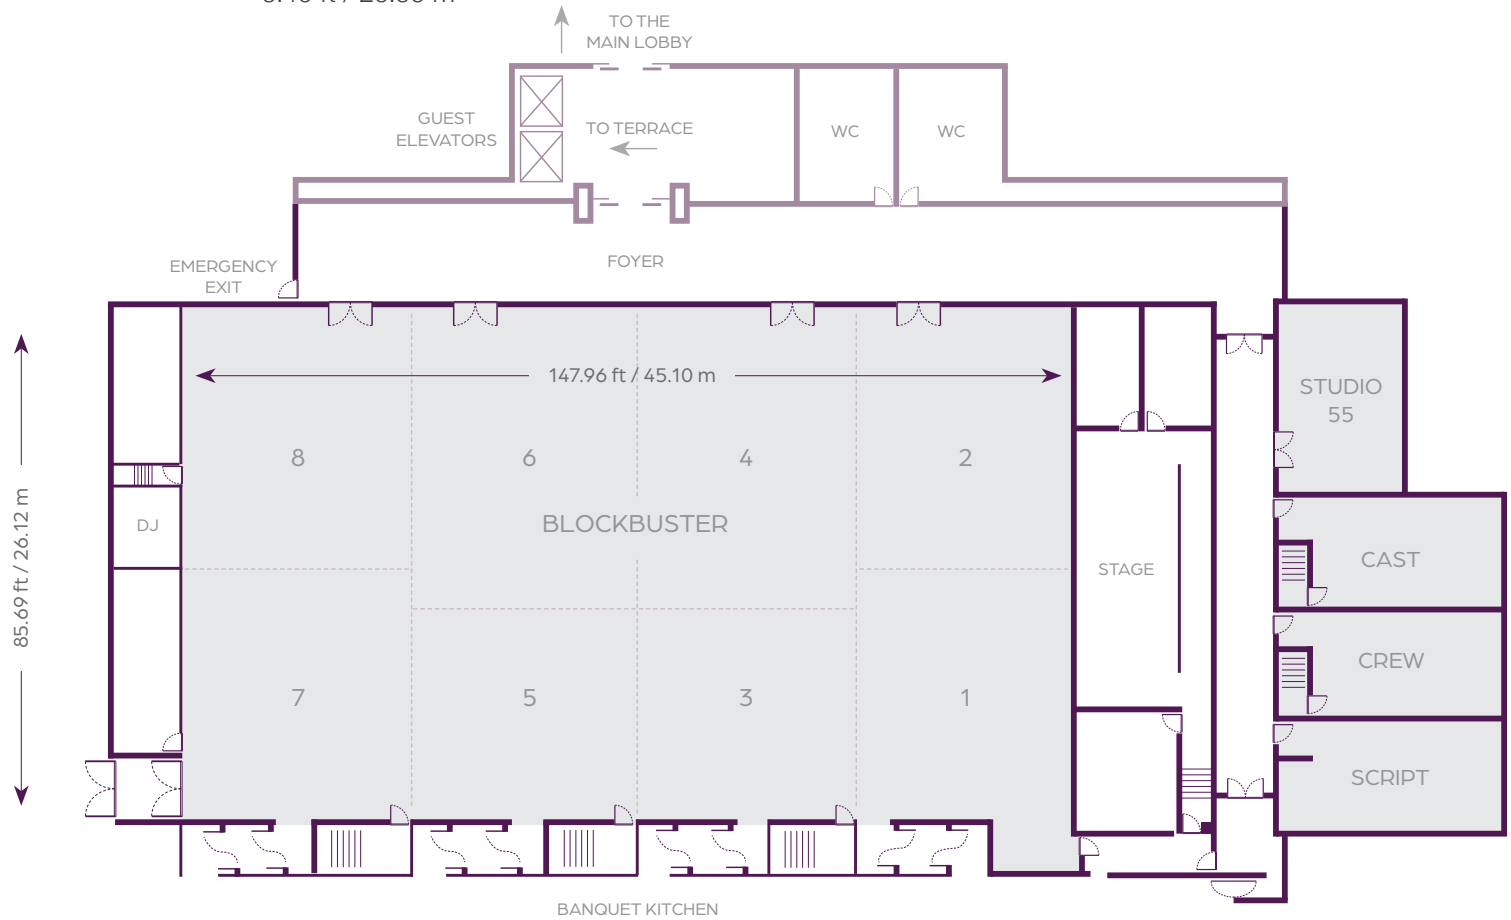 TO THE
MAIN LOBBY
GUEST
ELEVATORS
TO TERRACE
WC
WC
EMERGENCY
EXIT
FOYER
147.96 ft / 45.10 m
85.69 ft / 26.12 m
STUDIO
55
8
6
4
2
DJ
BLOCKBUSTER
STAGE
CAST
CREW
7
5
3
1
SCRIPT
BANQUET KITCHEN